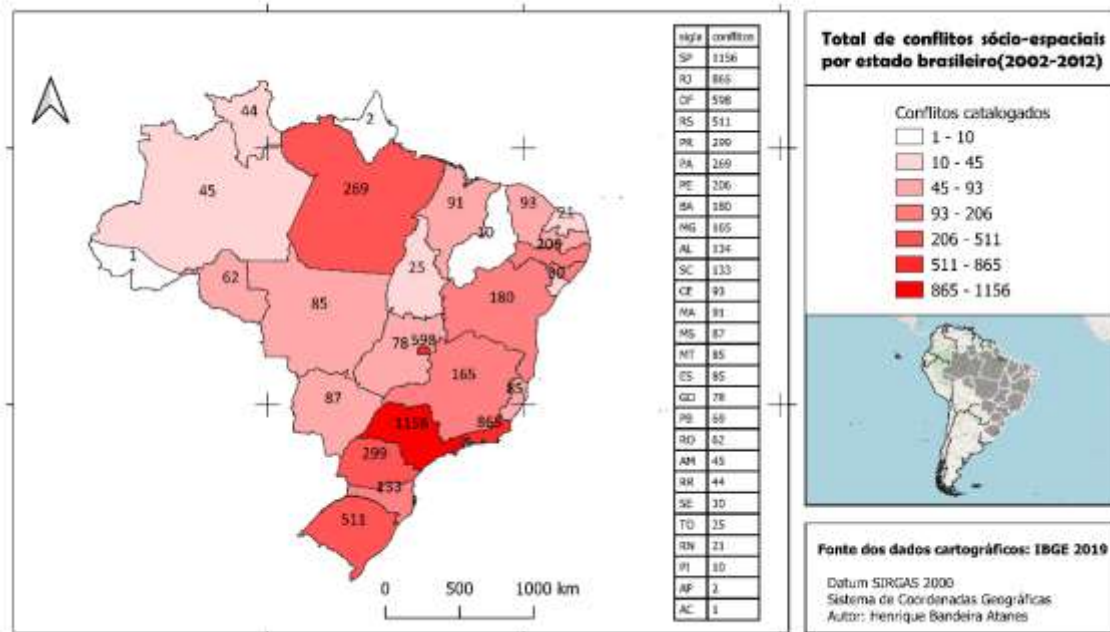 44
2
45
269
91
93
21
10
206
1
62
25
30
85
180
78
598
165
85
87
1156
865
299
133
511
0 500 1000 km
sigla conflitos
SP 1156
RJ 865
DF 598
RS 511
PR 299
PA 269
PE 206
BA 180
MG 165
AL 134
SC 133
CE 93
MA 91
MS 87
MT 85
ES 85
GO 78
PB 69
RO 62
AM 45
RR 44
SE 30
TO 25
RN 21
PI 10
AP 2
AC 1
Total de conflitos sócio-espaciais
por estado brasileiro(2002-2012)
Conflitos catalogados
1 - 10
10 - 45
45 - 93
93 - 206
206 - 511
511 - 865
865 - 1156
Fonte dos dados cartográficos: IBGE 2019
Datum SIRGAS 2000
Sistema de Coordenadas Geográficas
Autor: Henrique Bandeira Atanes